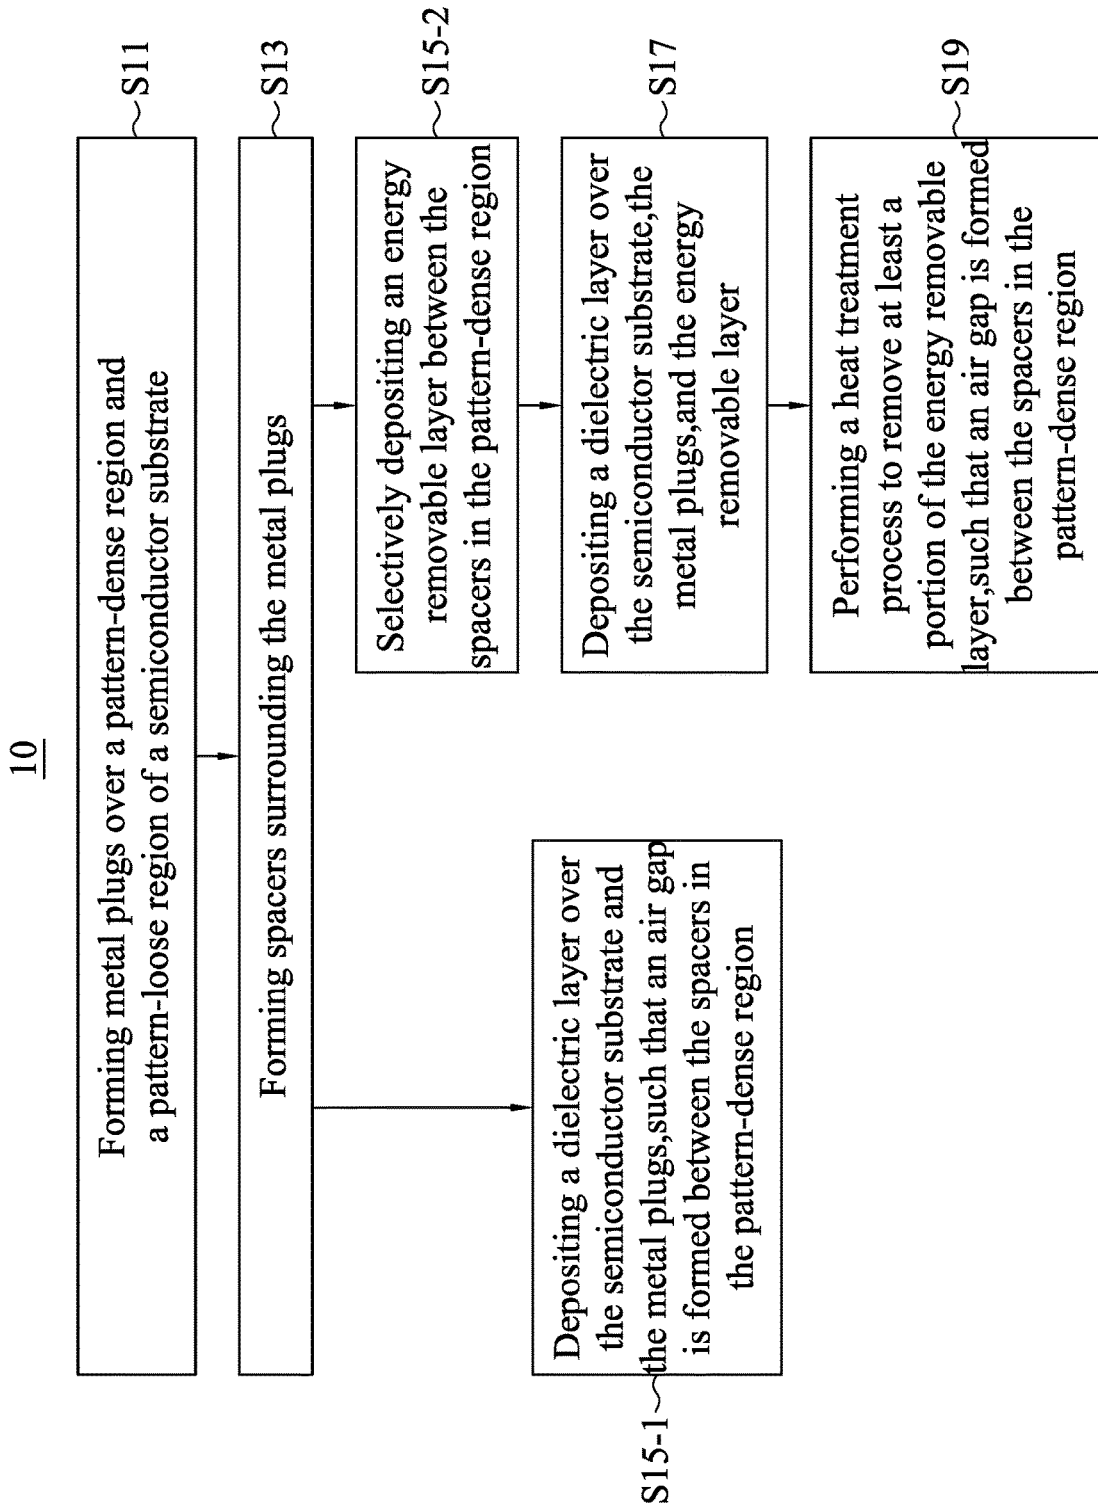 10
Forming metal plugs over a pattern-dense region and
a pattern-loose region of a semiconductor substrate
S11
Forming spacers surrounding the metal plugs
S13
Depositing a dielectric layer over
the semiconductor substrate and
the metal plugs,such that an air gap
is formed between the spacers in
the pattern-dense region
S15-1
Selectively depositing an energy
removable layer between the
spacers in the pattern-dense region
S15-2
Depositing a dielectric layer over
the semiconductor substrate,the
metal plugs,and the energy
removable layer
S17
Performing a heat treatment
process to remove at least a
portion of the energy removable
layer,such that an air gap is formed
between the spacers in the
pattern-dense region
S19